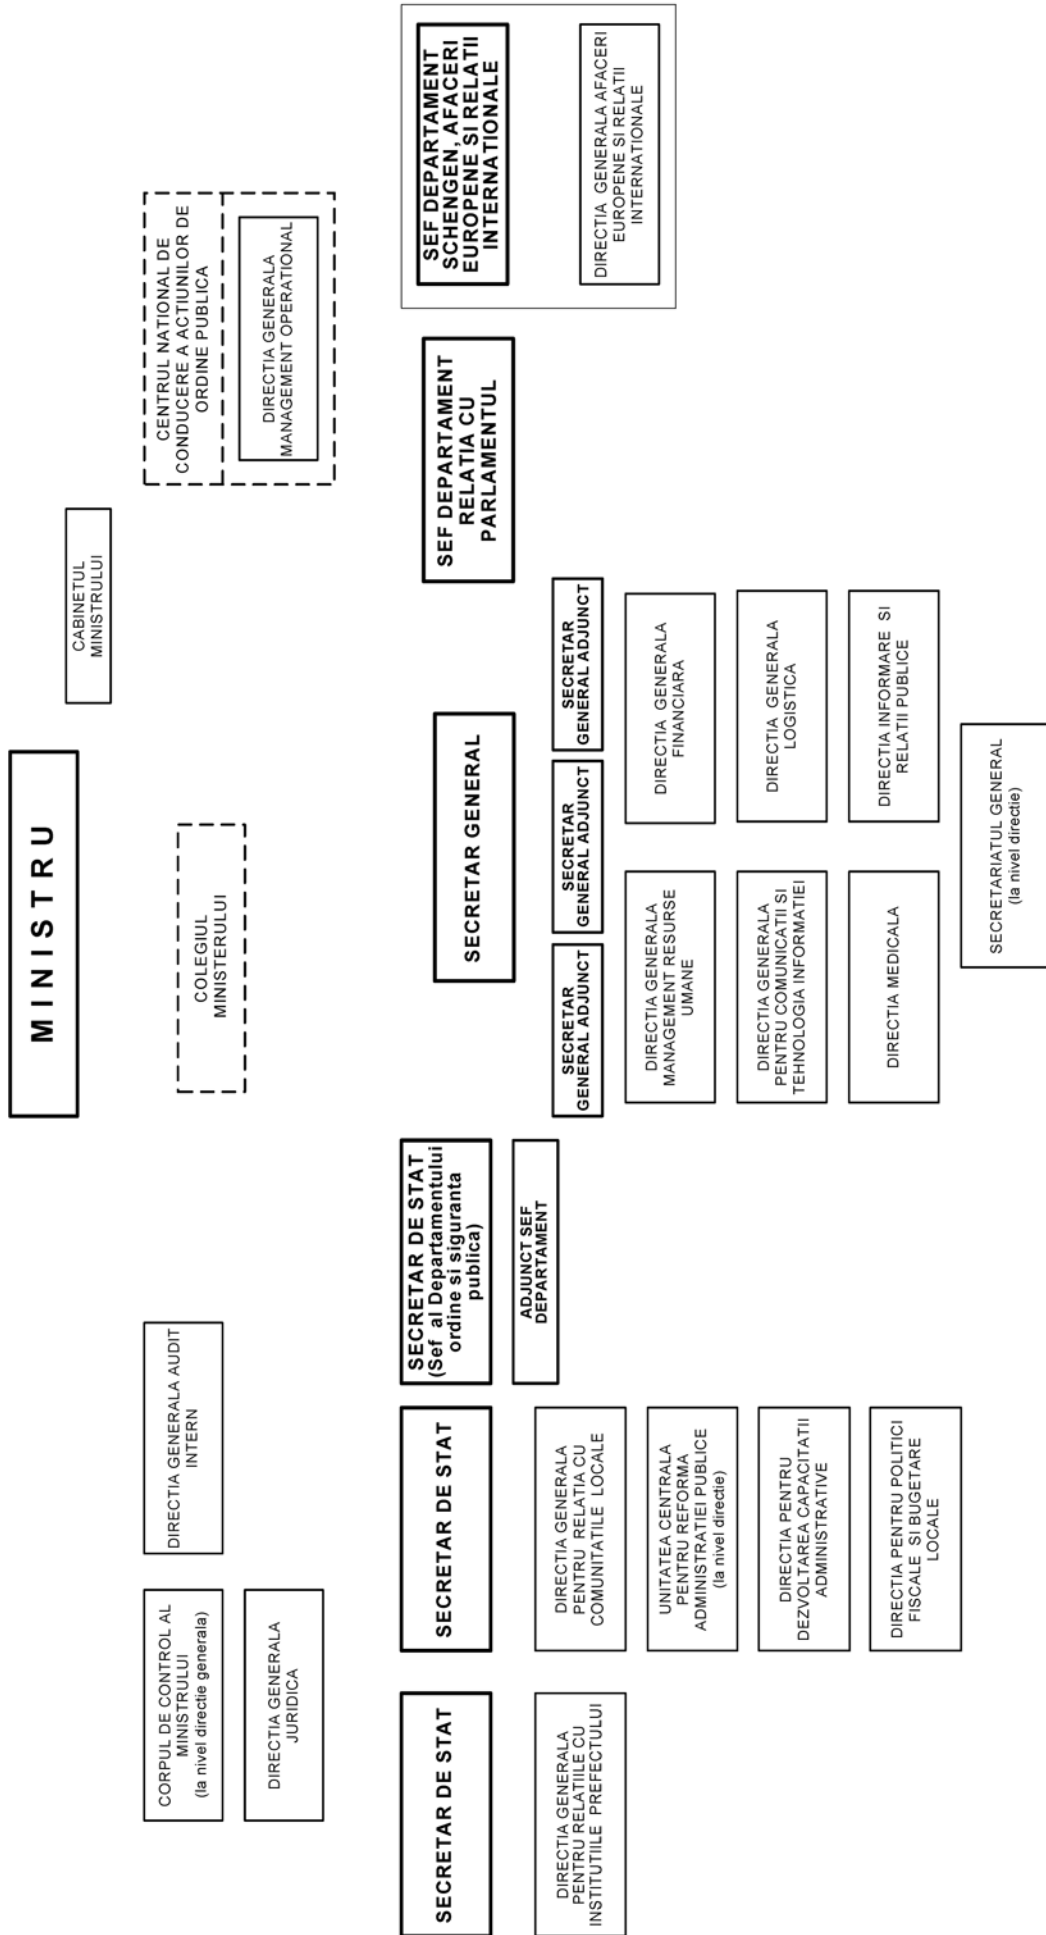 MINISTRU
CABINETUL
MINISTRULUI
CORPUL DE CONTROL AL
MINISTRULUI
(la nivel directie generala)
DIRECTIA GENERALA AUDIT
INTERN
COLEGIUL
MINISTERULUI
CENTRUL NATIONAL DE
CONDUCERE A ACTIUNILOR DE
ORDINE PUBLICA
DIRECTIA GENERALA
JURIDICA
DIRECTIA GENERALA
MANAGEMENT OPERATIONAL
SECRETAR DE STAT
DIRECTIA GENERALA
PENTRU RELATIILE CU
INSTITUTIILE PREFECTULUI
SECRETAR DE STAT
DIRECTIA GENERALA
PENTRU RELATIA CU
COMUNITATILE LOCALE
UNITATEA CENTRALA
PENTRU REFORMA
ADMINISTRATIEI PUBLICE
(la nivel directie)
DIRECTIA PENTRU
DEZVOLTAREA CAPACITATII
ADMINISTRATIVE
DIRECTIA PENTRU POLITICI
FISCALE SI BUGETARE
LOCALE
SECRETAR DE STAT
(Sef al Departamentului
ordine si siguranta
publica)
ADJUNCT SEF
DEPARTAMENT
SECRETAR GENERAL
SECRETAR
GENERAL ADJUNCT
SECRETAR
GENERAL ADJUNCT
SECRETAR
GENERAL ADJUNCT
DIRECTIA GENERALA
MANAGEMENT RESURSE
UMANE
DIRECTIA GENERALA
FINANCIARA
DIRECTIA GENERALA
PENTRU COMUNICATII SI
TEHNOLOGIA INFORMATIEI
DIRECTIA GENERALA
LOGISTICA
DIRECTIA MEDICALA
DIRECTIA INFORMARE SI
RELATII PUBLICE
SECRETARIATUL GENERAL
(la nivel directie)
SEF DEPARTAMENT
RELATIA CU
PARLAMENTUL
SEF DEPARTAMENT
SCHENGEN, AFACERI
EUROPENE SI RELATII
INTERNATIONALE
DIRECTIA GENERALA AFACERI
EUROPENE SI RELATII
INTERNATIONALE